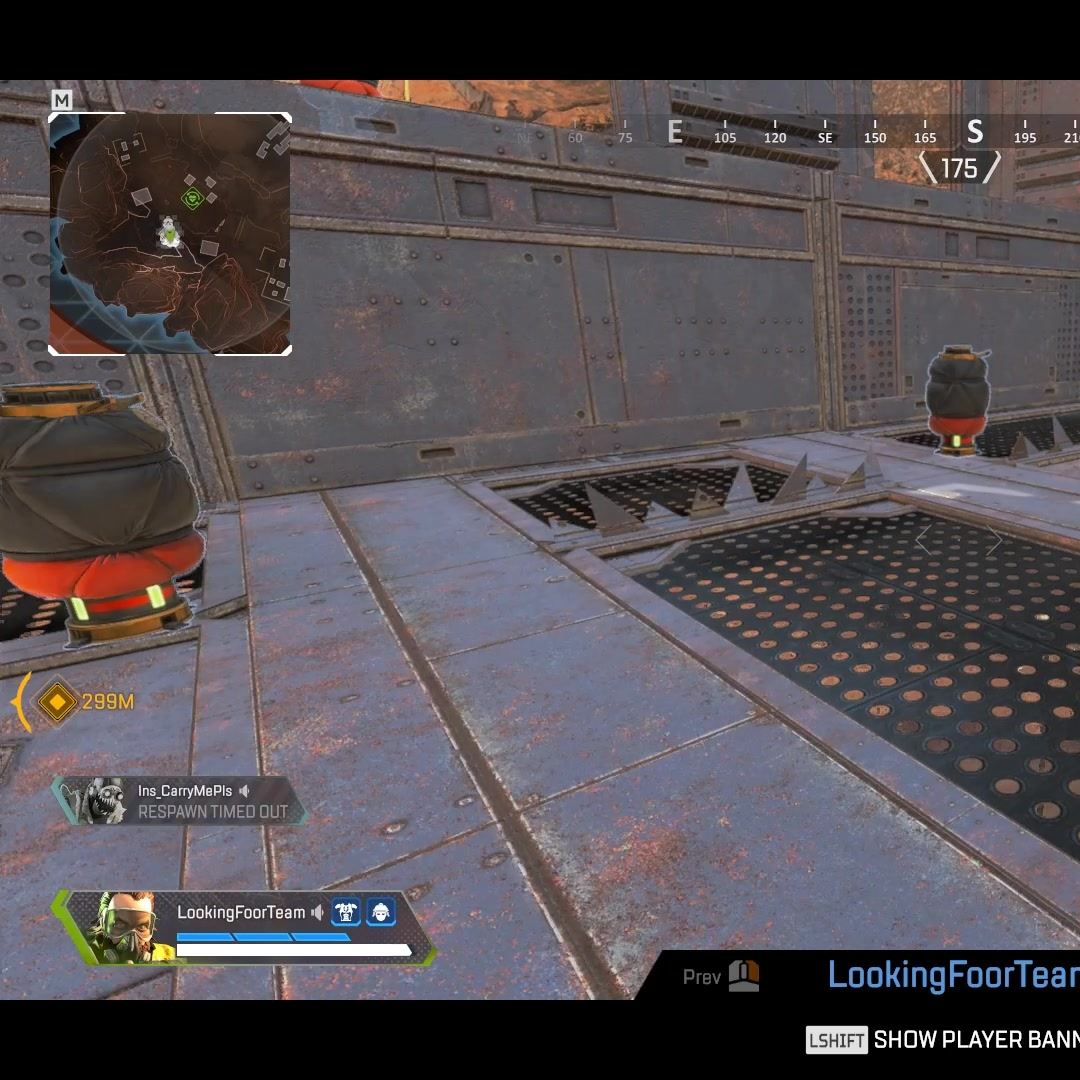 M
60 75 E 105 120 SE 150 165 S 195 21
175
299M
Ins_CarryMePls
RESPAWN TIMED OUT
LookingFoorTeam
Prev LookingFoorTear
LSHIFT SHOW PLAYER BANN